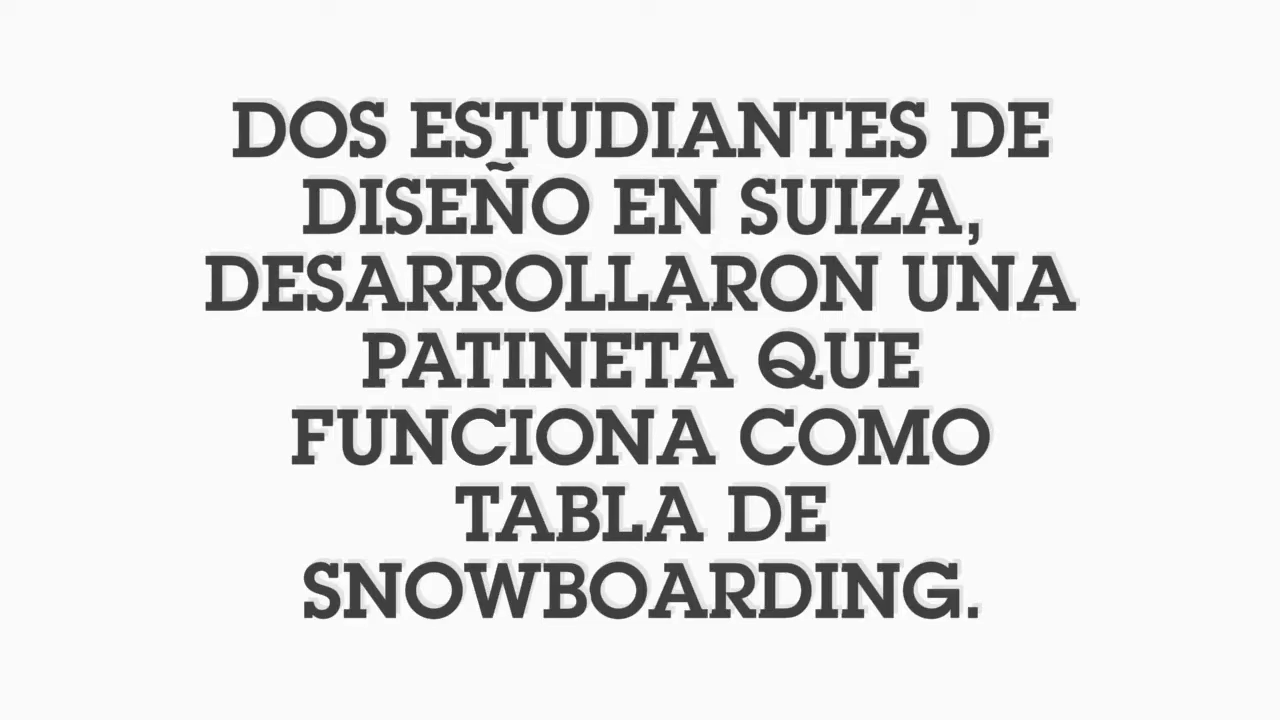 DOS ESTUDIANTES DE
DISEÑO EN SUIZA,
DESARROLLARON UNA
PATINETA QUE
FUNCIONA COMO
TABLA DE
SNOWBOARDING.